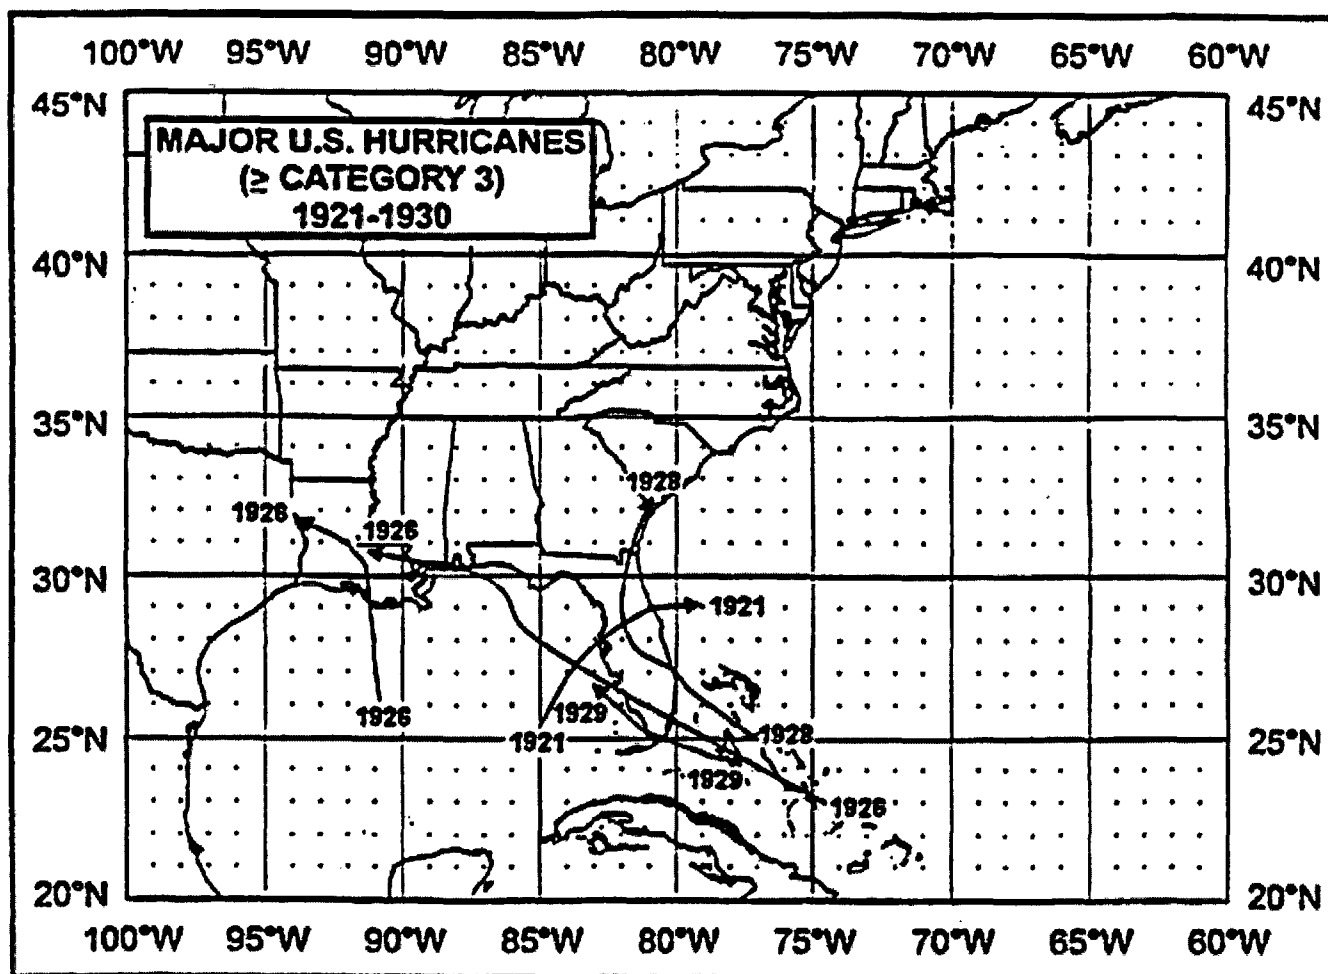 100°W 95°W 90°W 85°W 80°W 75°W 70°W 65°W 60°W
45°N 45°N
MAJOR U.S. HURRICANES
(≥ CATEGORY 3)
1921-1930
40°N 40°N
35°N 35°N
1928
1926
1926
30°N 30°N
1921
1929
1926
25°N 1921 1928 25°N
1929
1926
20°N 20°N
100°W 95°W 90°W 85°W 80°W 75°W 70°W 65°W 60°W